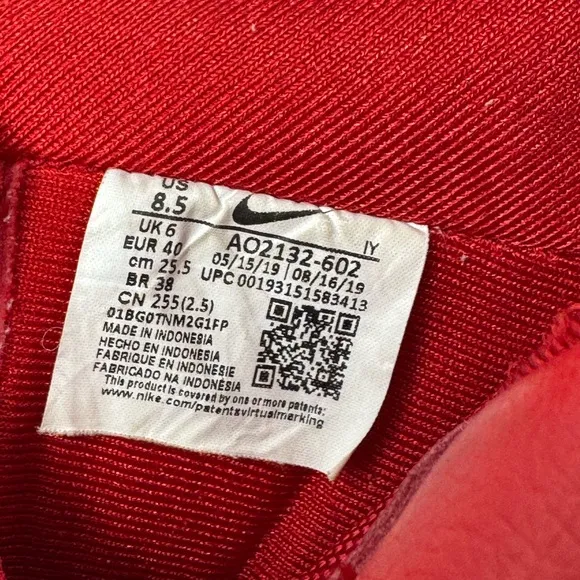 US
8.5
UK 6
EUR 40
cm 25.5
BR 38
CN 255(2.5)
AO2132-602
IY
05/15/19 08/16/19
UPC 00193151583413
01BG0TNM2G1FP
MADE IN INDONESIA
HECHO EN INDONESIA
FABRIQUE EN INDONESIE
FABRICADO NA INDONESIA
This product is covered by one or more patents:
www.nike.com/patentsvirtualmarking